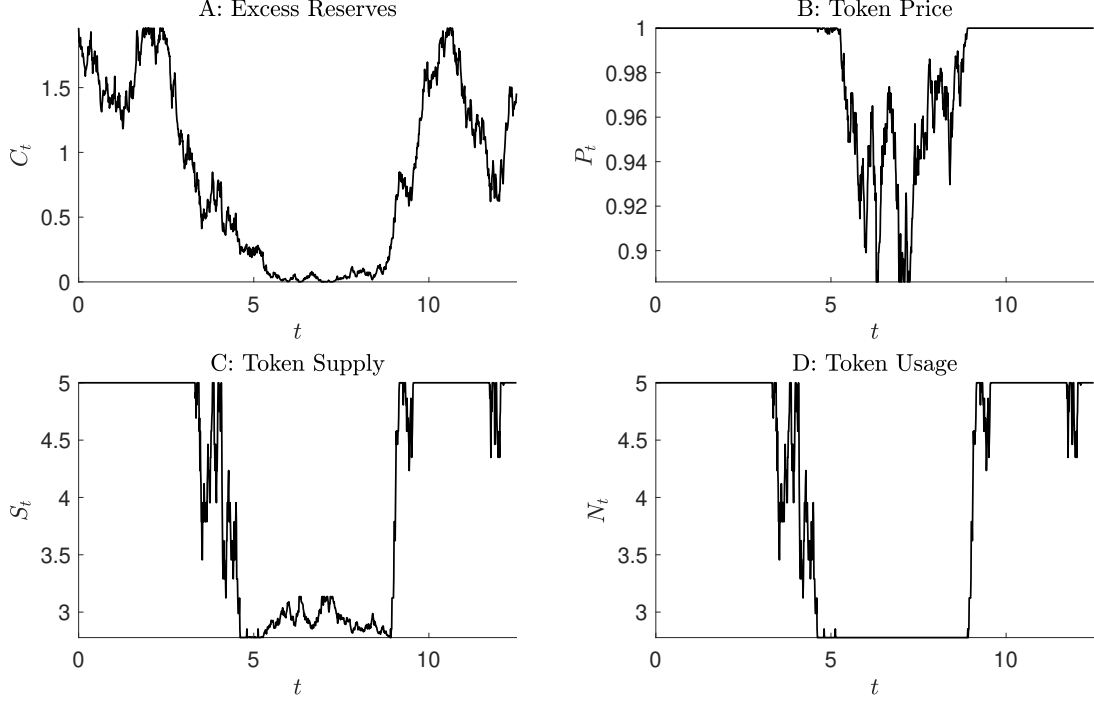 A: Excess Reserves
1.5
1
0.5
0
C_t
0
5
10
t
B: Token Price
1
0.98
0.96
0.94
0.92
0.9
P_t
0
5
10
t
C: Token Supply
5
4.5
4
3.5
3
S_t
0
5
10
t
D: Token Usage
5
4.5
4
3.5
3
N_t
0
5
10
t